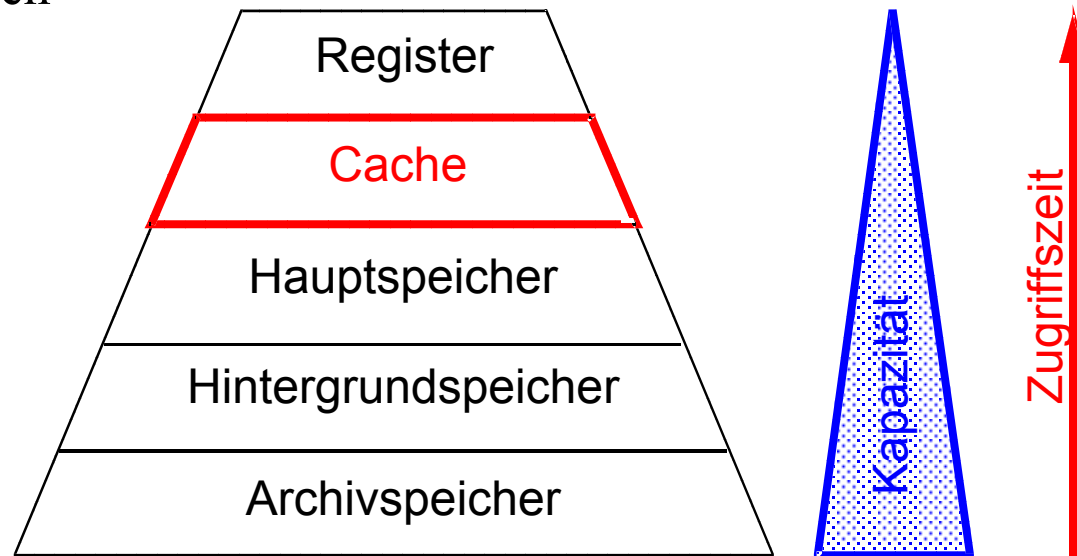 Register
Cache
Hauptspeicher
Hintergrundspeicher
Archivspeicher
Kapazität
Zugriffszeit